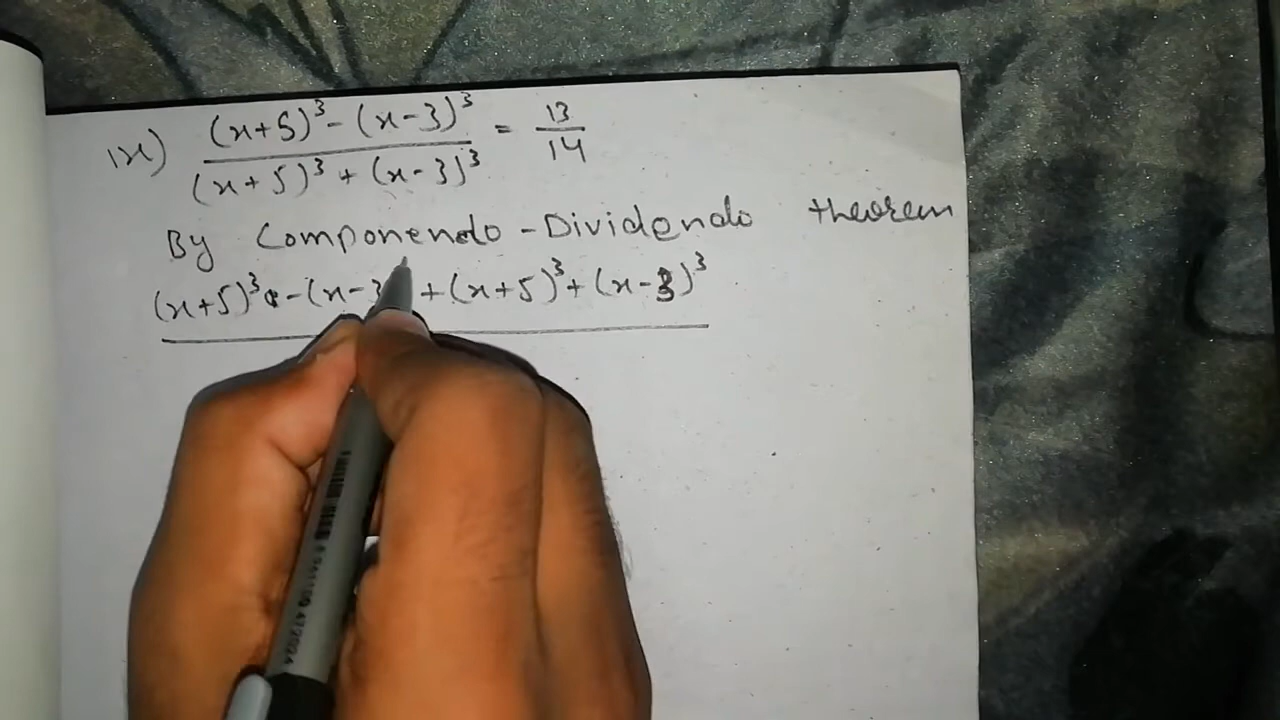 ix) (x+5)³ - (x-3)³ / (x+5)³ + (x-3)³ = 13/14
By Componendo - Dividendo theorem
(x+5)³ - (x-3 + (x+5)³ + (x-3)³